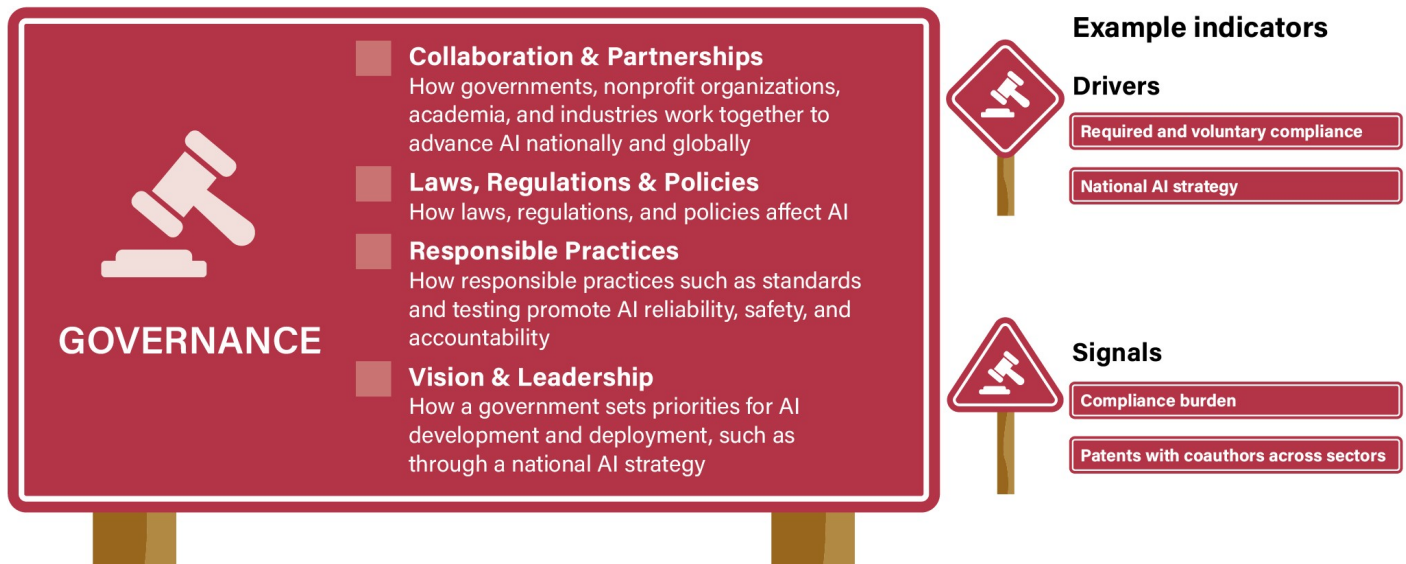 GOVERNANCE
Collaboration & Partnerships
How governments, nonprofit organizations,
academia, and industries work together to
advance AI nationally and globally
Laws, Regulations & Policies
How laws, regulations, and policies affect AI
Responsible Practices
How responsible practices such as standards
and testing promote AI reliability, safety, and
accountability
Vision & Leadership
How a government sets priorities for AI
development and deployment, such as
through a national AI strategy
Example indicators
Drivers
Required and voluntary compliance
National AI strategy
Signals
Compliance burden
Patents with coauthors across sectors